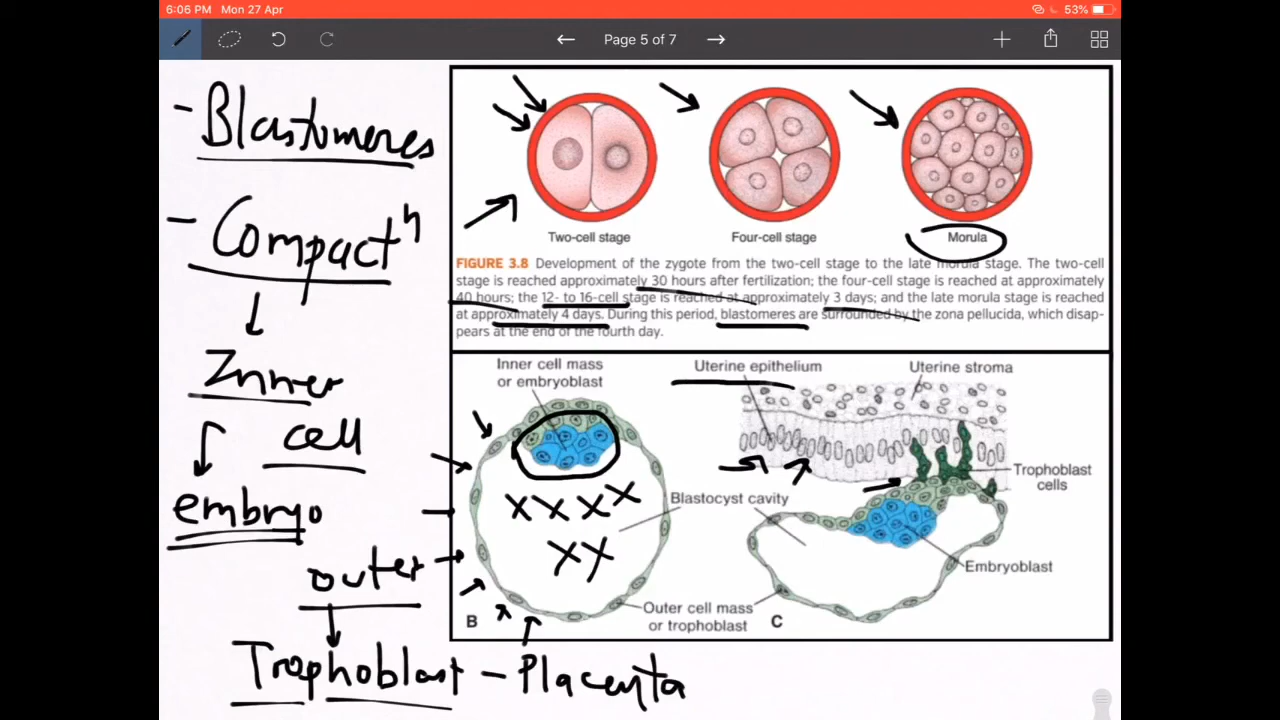 6:06 PM Mon 27 Apr
53%
Page 5 of 7
- Blastomeres
- Compactⁿ
Inner
cell
embryo
outer
Trophoblast - Placenta
Two-cell stage
Four-cell stage
Morula
FIGURE 3.8 Development of the zygote from the two-cell stage to the late morula stage. The two-cell
stage is reached approximately 30 hours after fertilization; the four-cell stage is reached at approximately
40 hours; the 12- to 16-cell stage is reached at approximately 3 days; and the late morula stage is reached
at approximately 4 days. During this period, blastomeres are surrounded by the zona pellucida, which disap-
pears at the end of the fourth day.
Inner cell mass
or embryoblast
Uterine epithelium
Uterine stroma
Trophoblast
cells
Blastocyst cavity
Embryoblast
Outer cell mass
or trophoblast
B
C